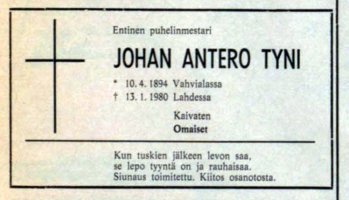 Entinen puhelinmestari
JOHAN ANTERO TYNI
* 10. 4. 1894 Vahvialassa
† 13. 1. 1980 Lahdessa
Kaivaten
Omaiset
Kun tuskien jälkeen levon saa,
se lepo tyyntä on ja rauhaisaa.
Siunaus toimitettu. Kiitos osanotosta.